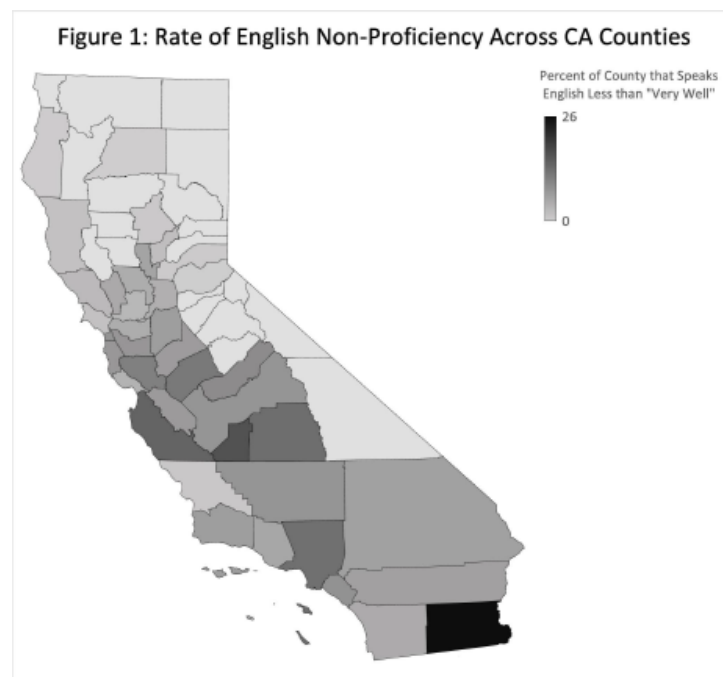 Figure 1: Rate of English Non-Proficiency Across CA Counties
Percent of County that Speaks
English Less than "Very Well"
26
0